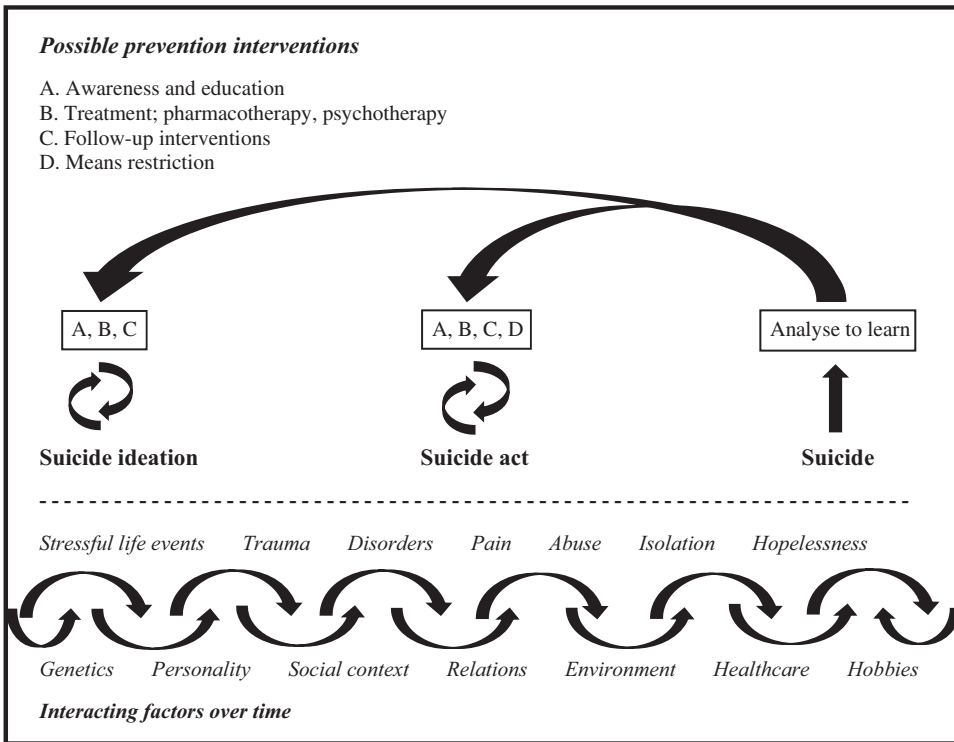 Possible prevention interventions
A. Awareness and education
B. Treatment; pharmacotherapy, psychotherapy
C. Follow-up interventions
D. Means restriction
A, B, C A, B, C, D Analyse to learn
Suicide ideation Suicide act Suicide
Stressful life events Trauma Disorders Pain Abuse Isolation Hopelessness
Genetics Personality Social context Relations Environment Healthcare Hobbies
Interacting factors over time